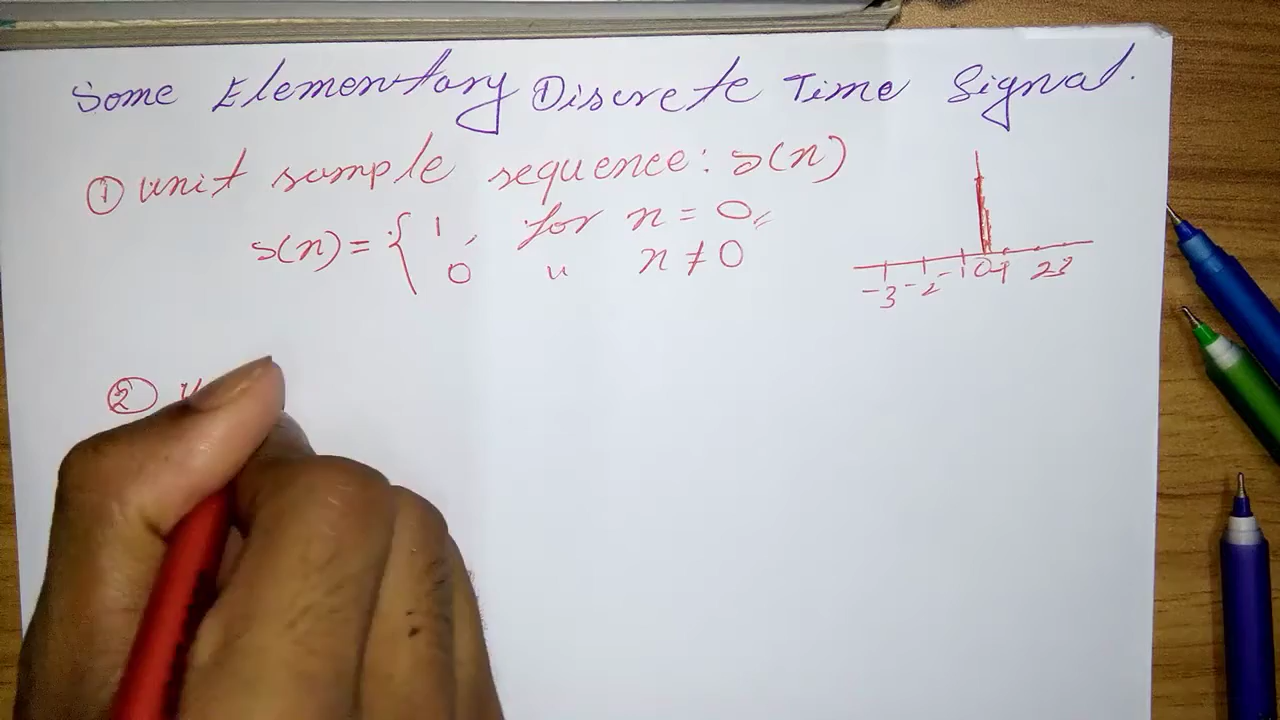 Some Elementary Discrete Time Signal.
① unit sample sequence: δ(n)
δ(n) = { 1, for n = 0,
0 " n ≠ 0
-3 -2 -1 0 1 2 3
②